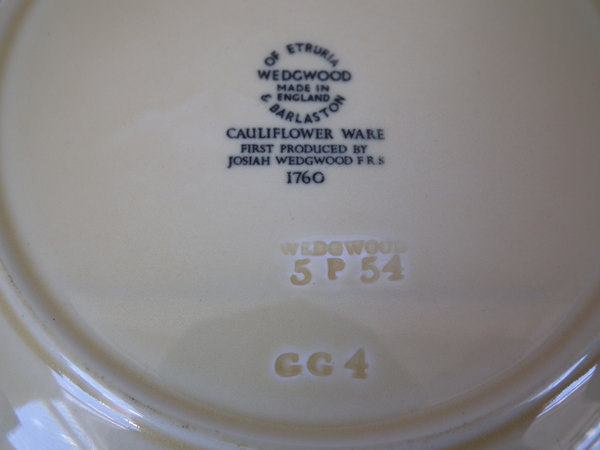 OF ETRURIA
WEDGWOOD
MADE IN
ENGLAND
& BARLASTON
CAULIFLOWER WARE
FIRST PRODUCED BY
JOSIAH WEDGWOOD F.R.S
1760
WEDGWOOD
5 P 54
GG 4